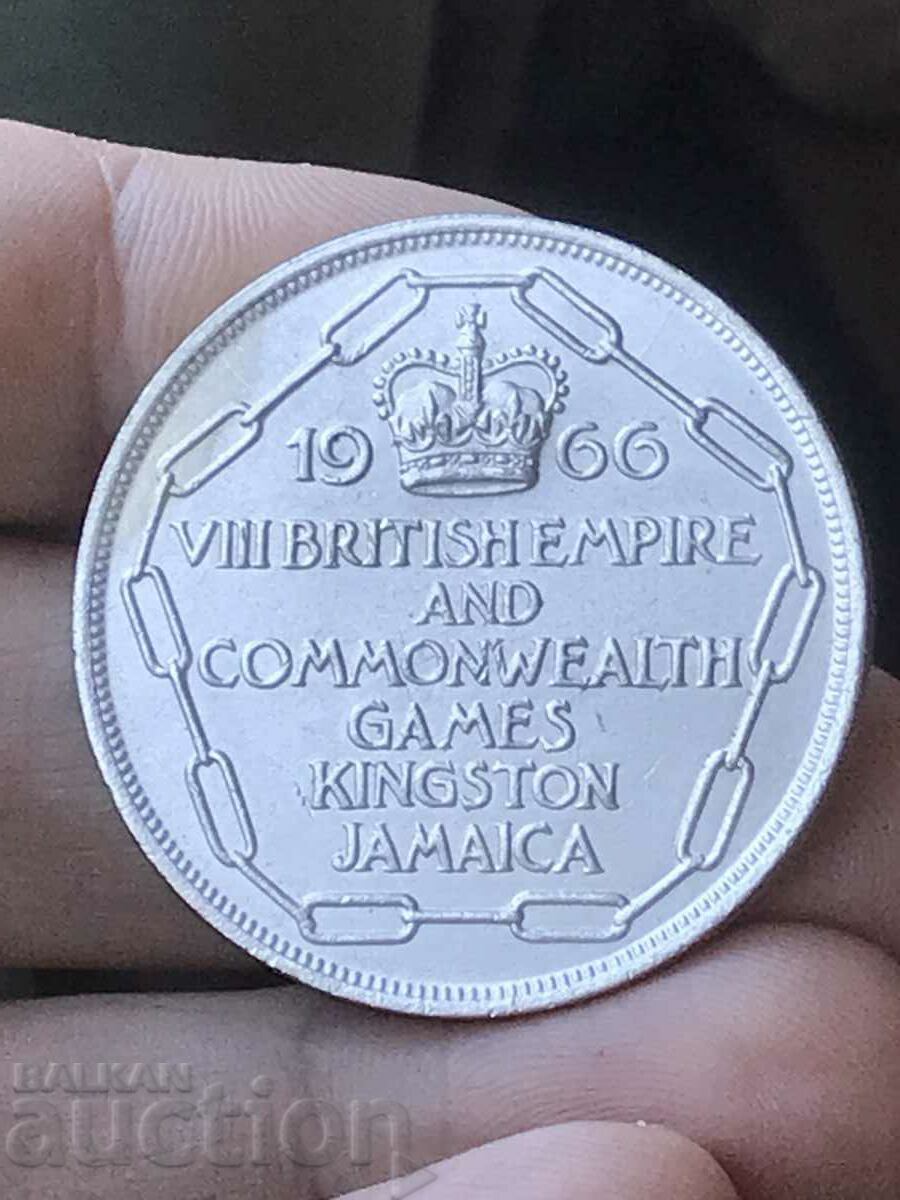 1966
VIII BRITISH EMPIRE
AND
COMMONWEALTH
GAMES
KINGSTON
JAMAICA
BALKAN
auction